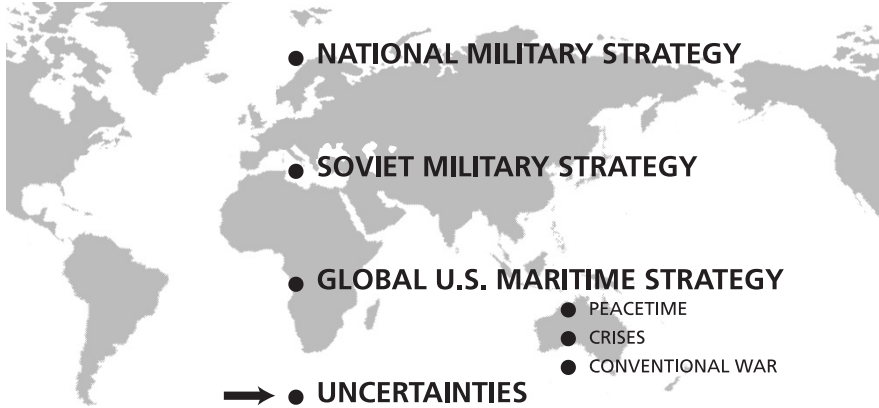 ● NATIONAL MILITARY STRATEGY
● SOVIET MILITARY STRATEGY
● GLOBAL U.S. MARITIME STRATEGY
● PEACETIME
● CRISES
● CONVENTIONAL WAR
● UNCERTAINTIES